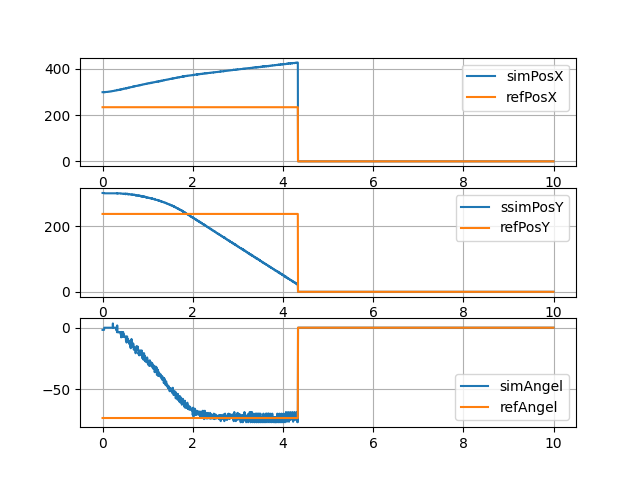 400
200
0
simPosX
refPosX
0 2 4 6 8 10
200
0
ssimPosY
refPosY
0 2 4 6 8 10
0
−50
simAngel
refAngel
0 2 4 6 8 10